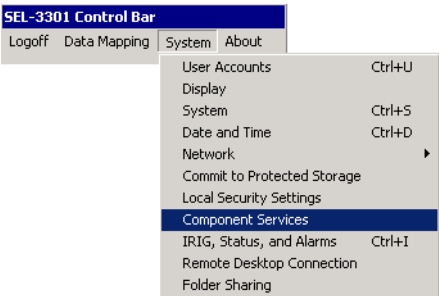 SEL-3301 Control Bar
Logoff Data Mapping System About
User Accounts Ctrl+U
Display
System Ctrl+S
Date and Time Ctrl+D
Network
Commit to Protected Storage
Local Security Settings
Component Services
IRIG, Status, and Alarms Ctrl+I
Remote Desktop Connection
Folder Sharing